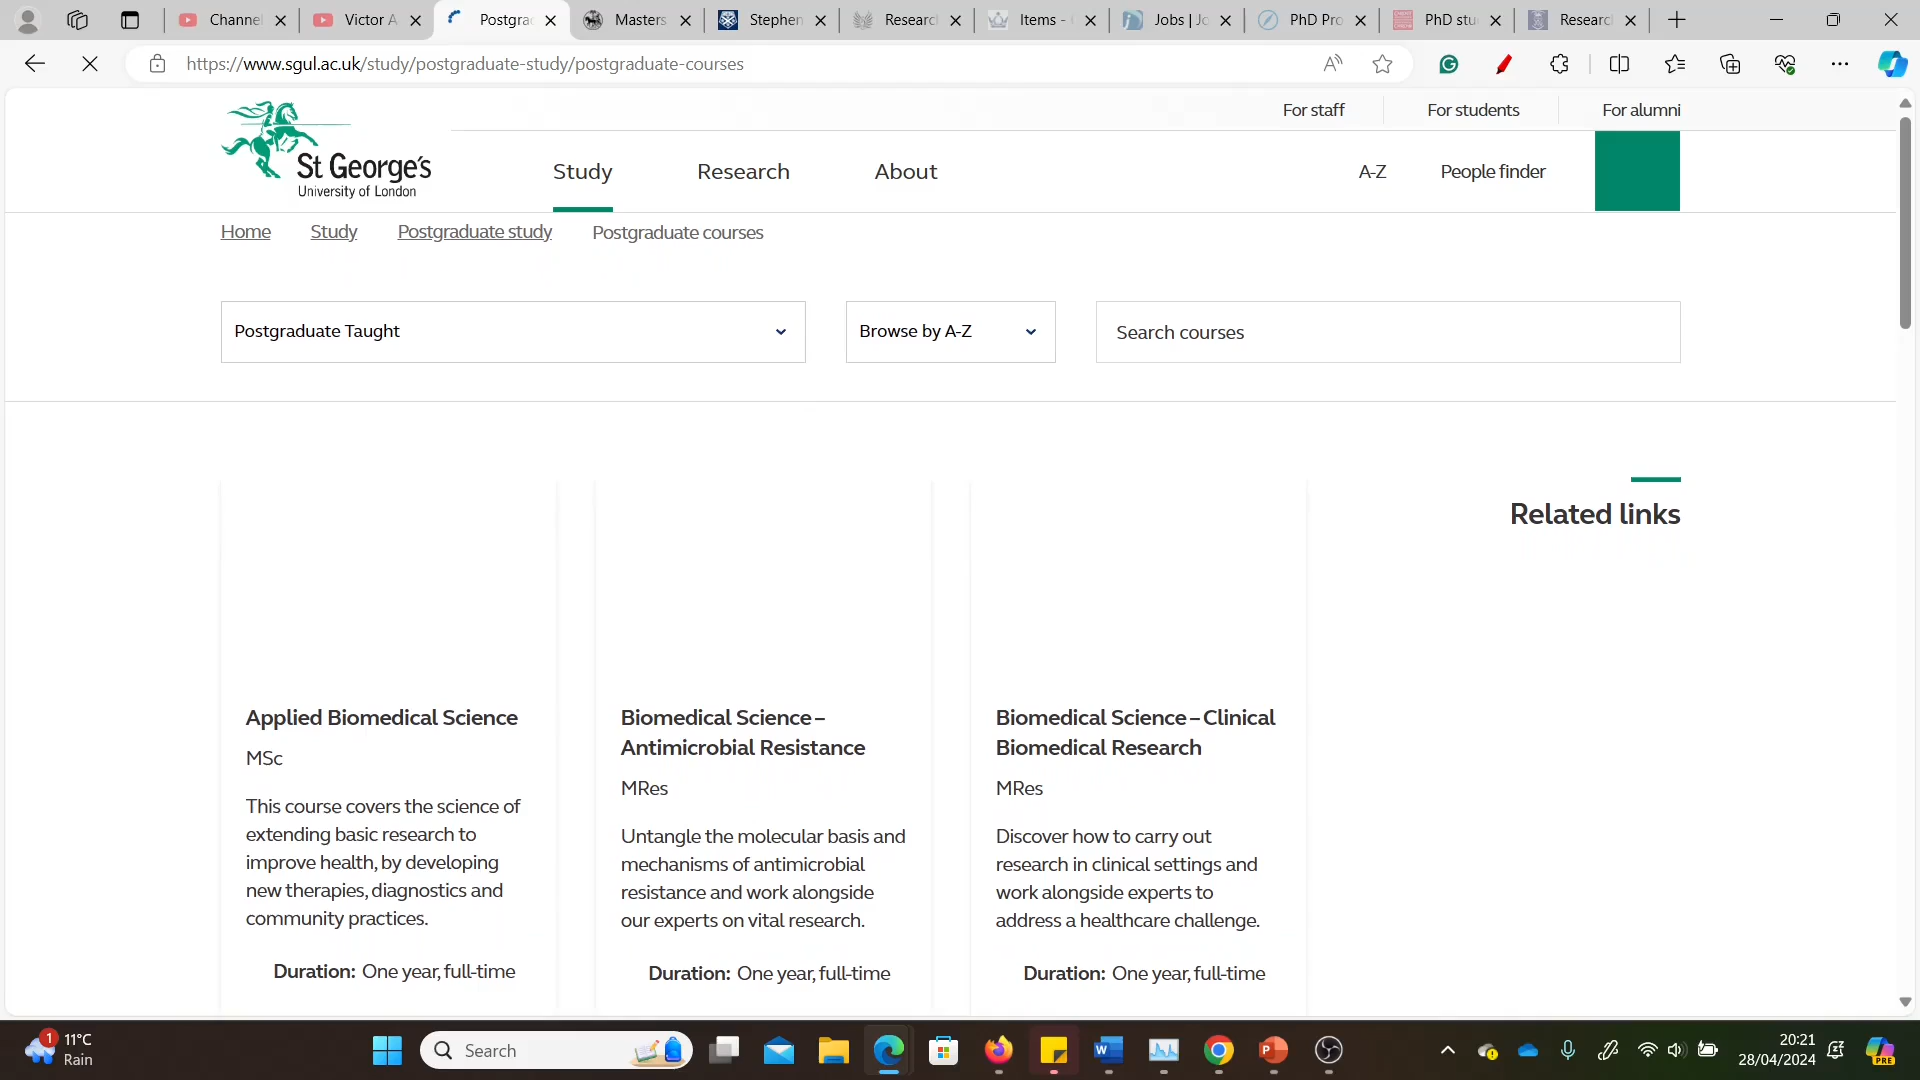 Channel
Victor A
Postgra
Masters
Stephen
Researc
Items -
Jobs | Jo
PhD Pro
PhD stu
Researc
https://www.sgul.ac.uk/study/postgraduate-study/postgraduate-courses
For staff
For students
For alumni
St George's
University of London
Study
Research
About
A-Z
People finder
Home
Study
Postgraduate study
Postgraduate courses
Postgraduate Taught
Browse by A-Z
Search courses
Related links
Applied Biomedical Science
MSc
This course covers the science of
extending basic research to
improve health, by developing
new therapies, diagnostics and
community practices.
Duration: One year, full-time
Biomedical Science –
Antimicrobial Resistance
MRes
Untangle the molecular basis and
mechanisms of antimicrobial
resistance and work alongside
our experts on vital research.
Duration: One year, full-time
Biomedical Science – Clinical
Biomedical Research
MRes
Discover how to carry out
research in clinical settings and
work alongside experts to
address a healthcare challenge.
Duration: One year, full-time
1
11°C
Rain
Search
20:21
28/04/2024
PRE